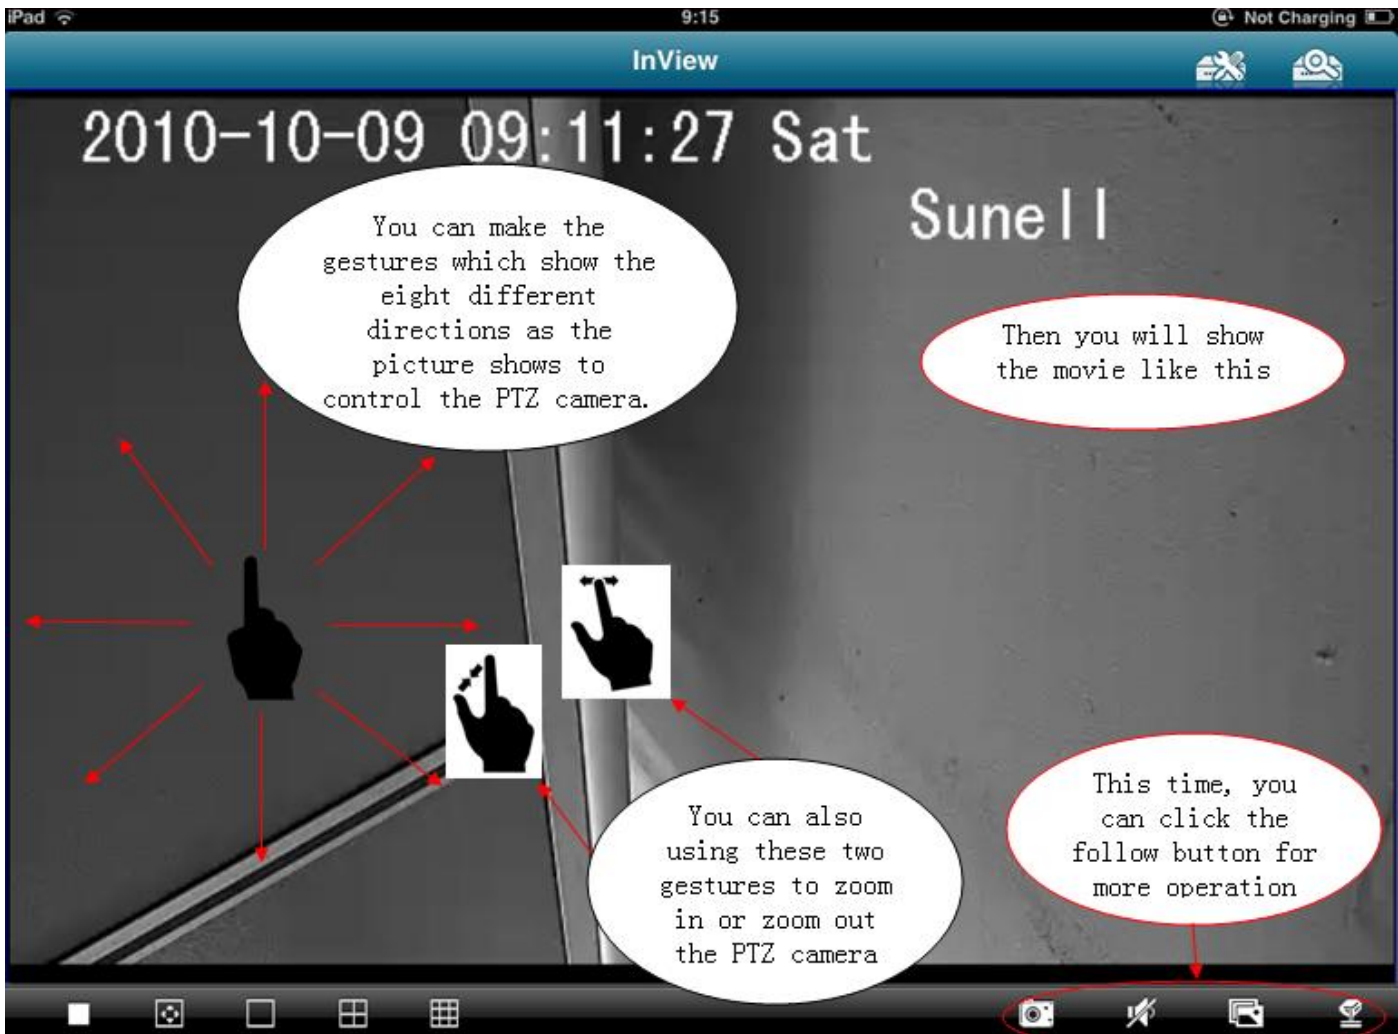 iPad 9:15 Not Charging
InView
2010-10-09 09:11:27 Sat
Sunell
You can make the
gestures which show the
eight different
directions as the
picture shows to
control the PTZ camera.
Then you will show
the movie like this
You can also
using these two
gestures to zoom
in or zoom out
the PTZ camera
This time, you
can click the
follow button for
more operation